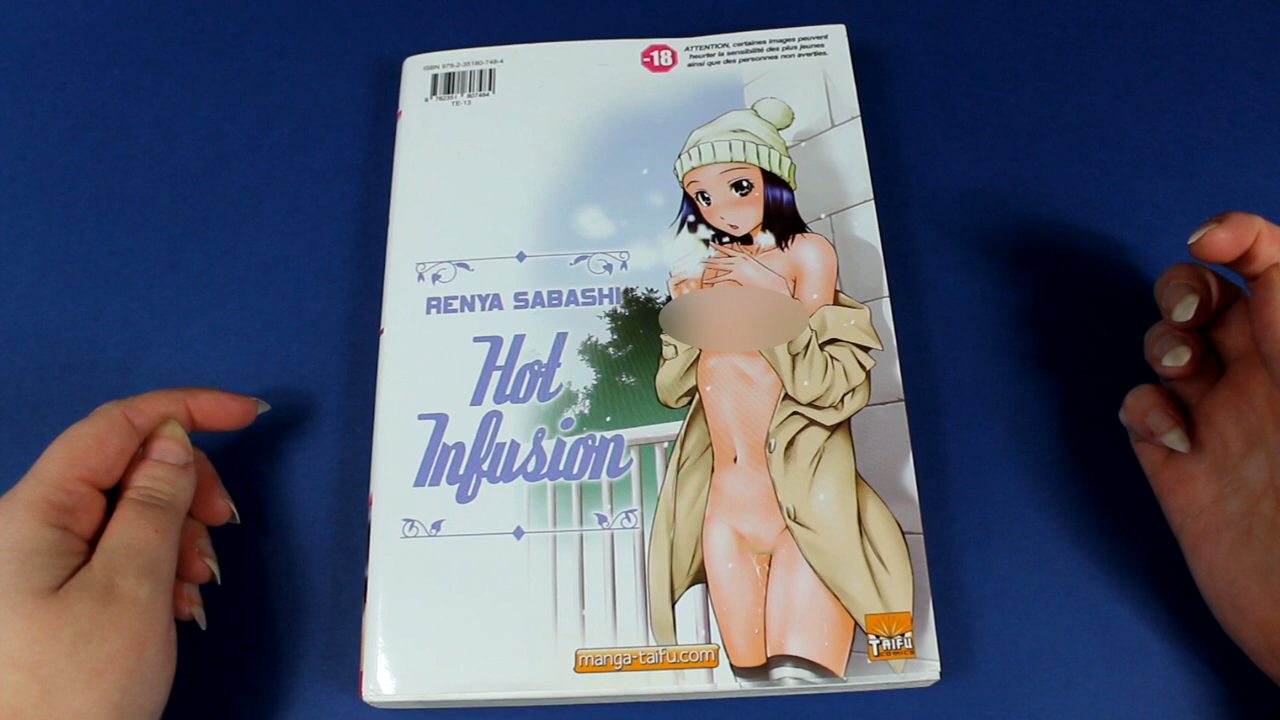 ISBN 978-2-35180-748-4
9 782351 807484
TE-13
-18
ATTENTION, certaines images peuvent
heurter la sensibilité des plus jeunes
ainsi que des personnes non averties.
RENYA SABASHI
Hot
Infusion
manga-taifu.com
TAIFU
COMICS